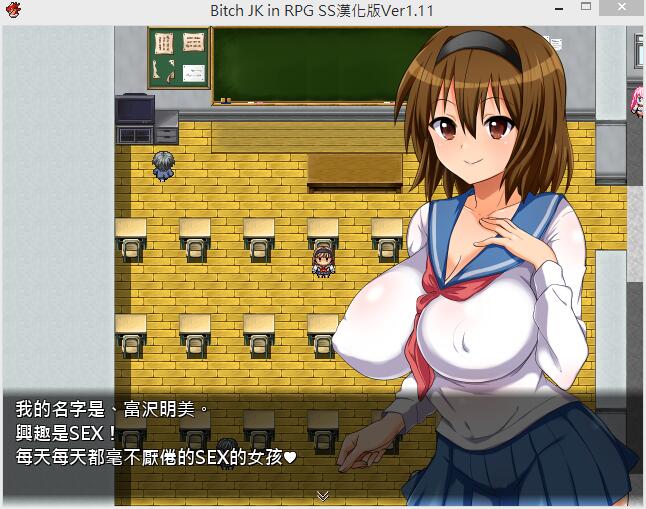 Bitch JK in RPG SS漢化版Ver1.11
我的名字是、富沢明美。
興趣是SEX！
每天每天都毫不厭倦的SEX的女孩♥